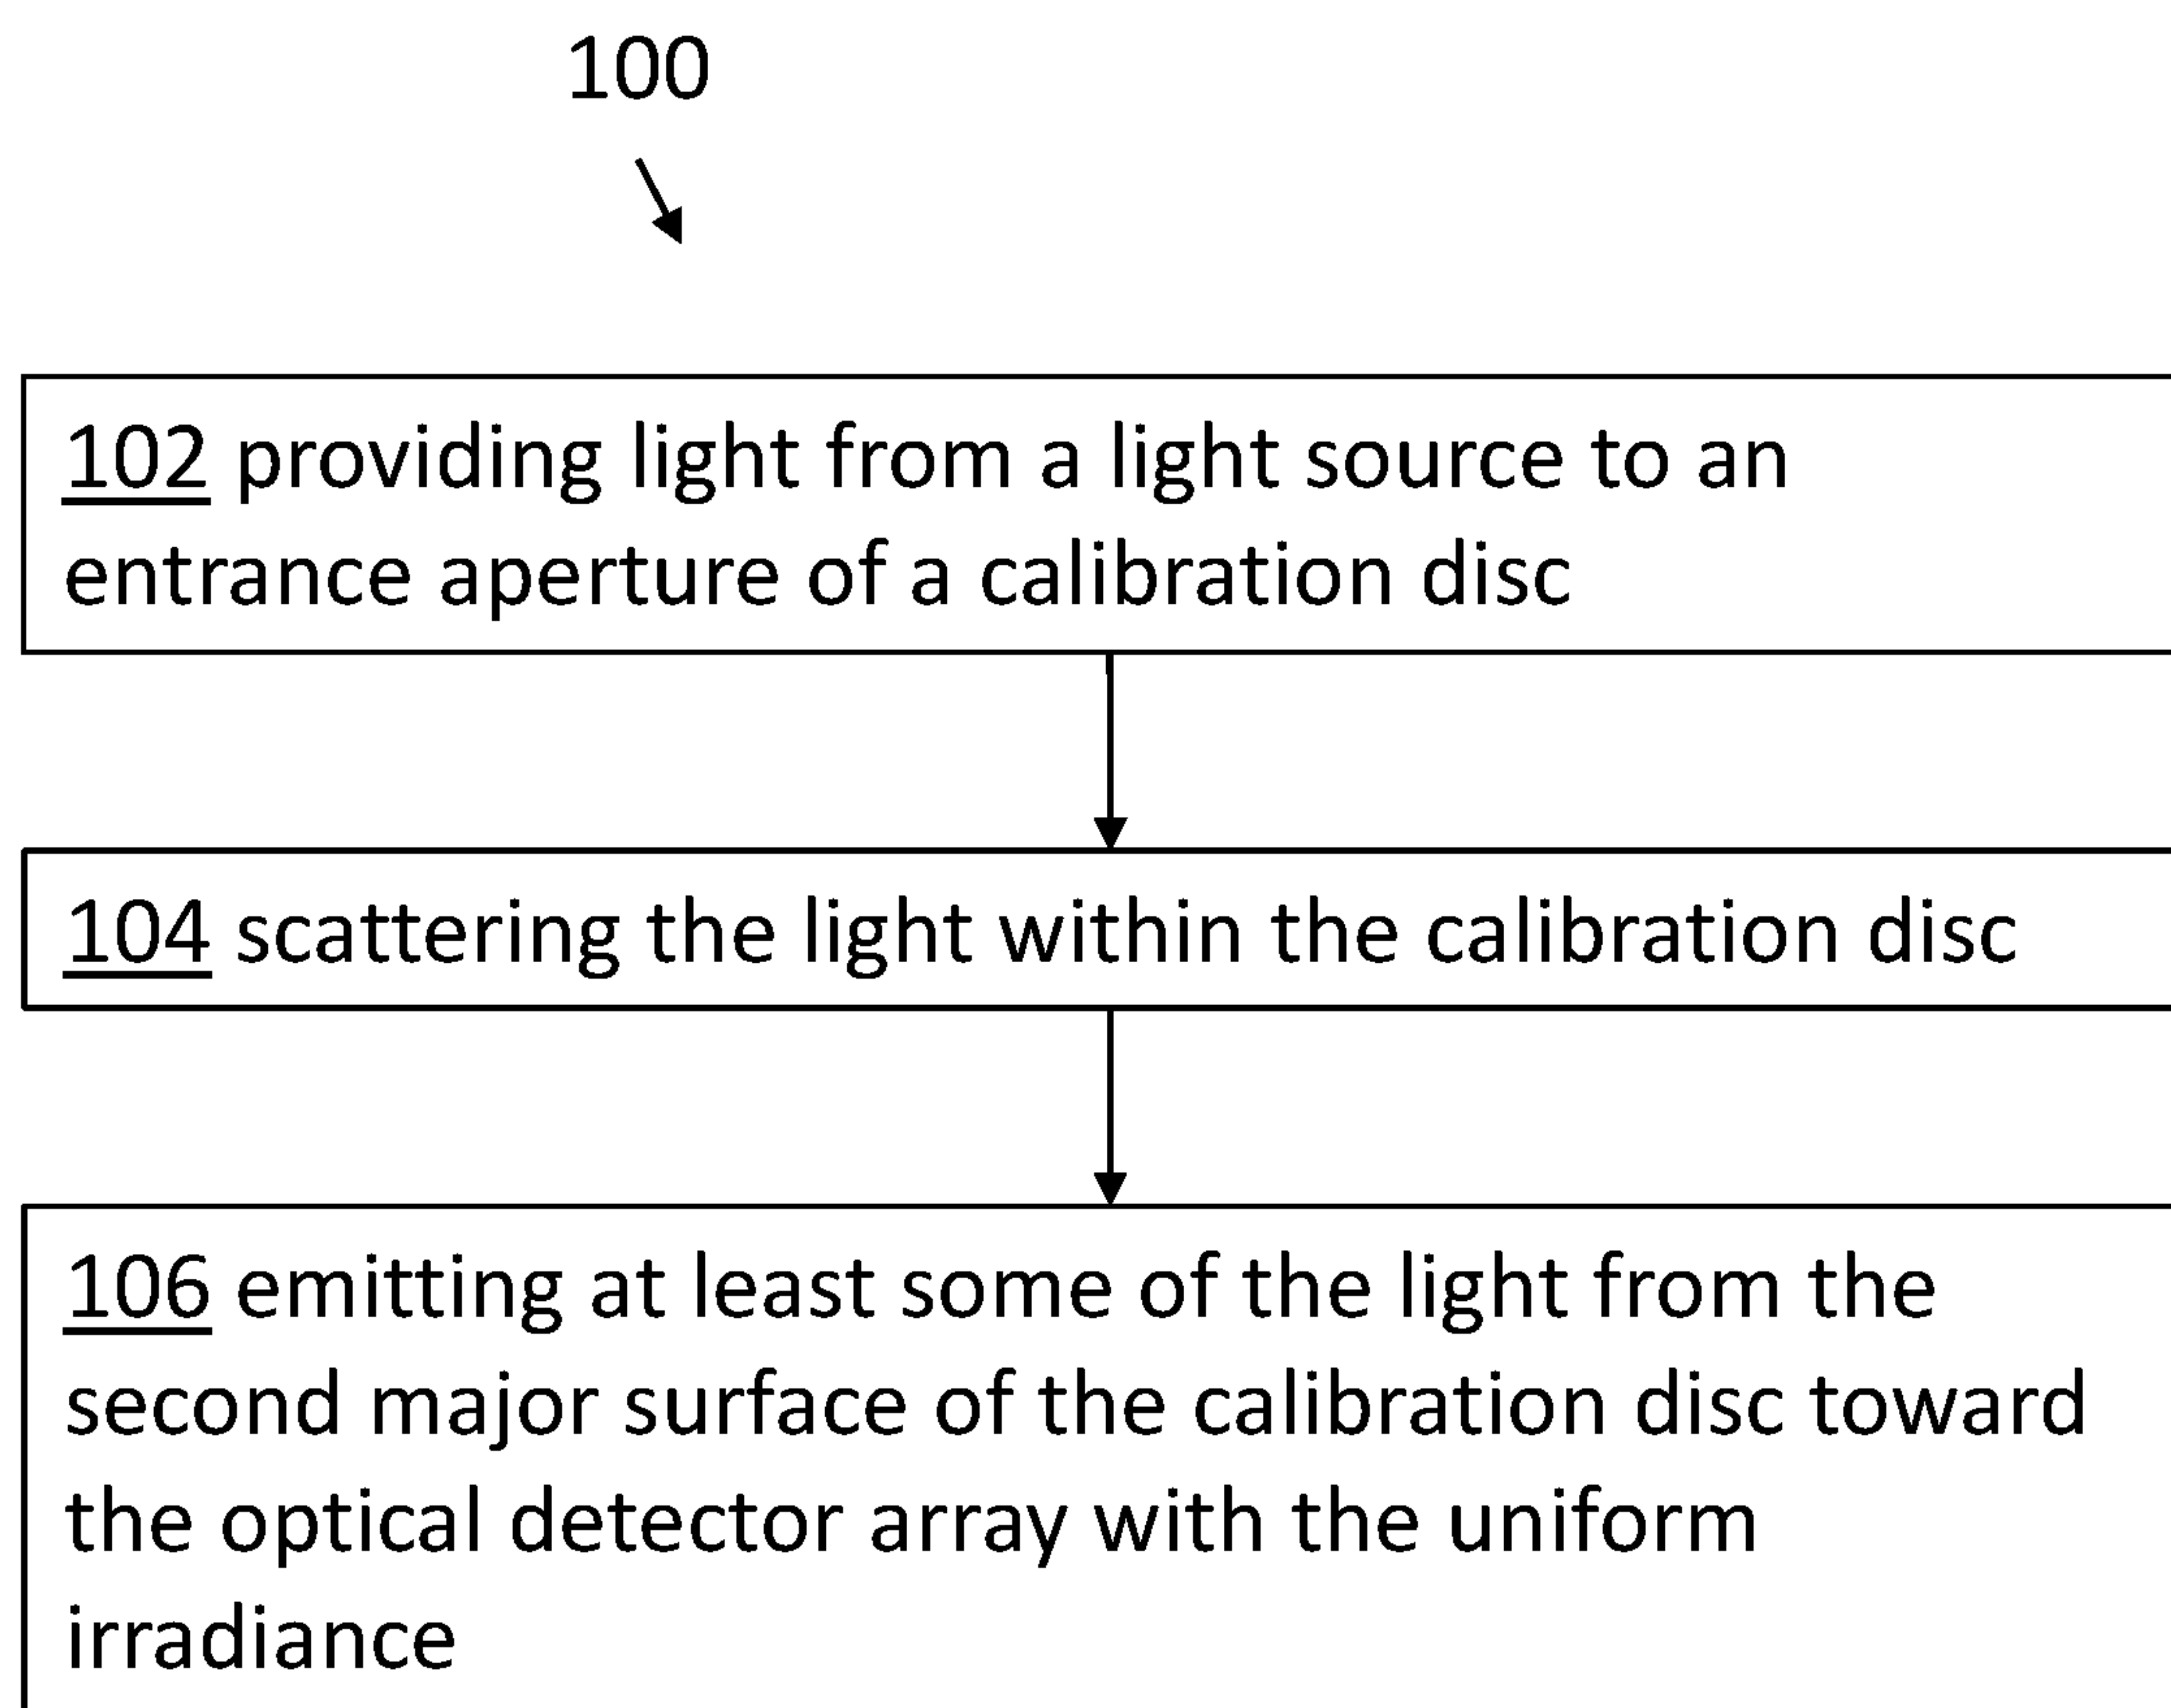 100
102 providing light from a light source to an
entrance aperture of a calibration disc
104 scattering the light within the calibration disc
106 emitting at least some of the light from the
second major surface of the calibration disc toward
the optical detector array with the uniform
irradiance